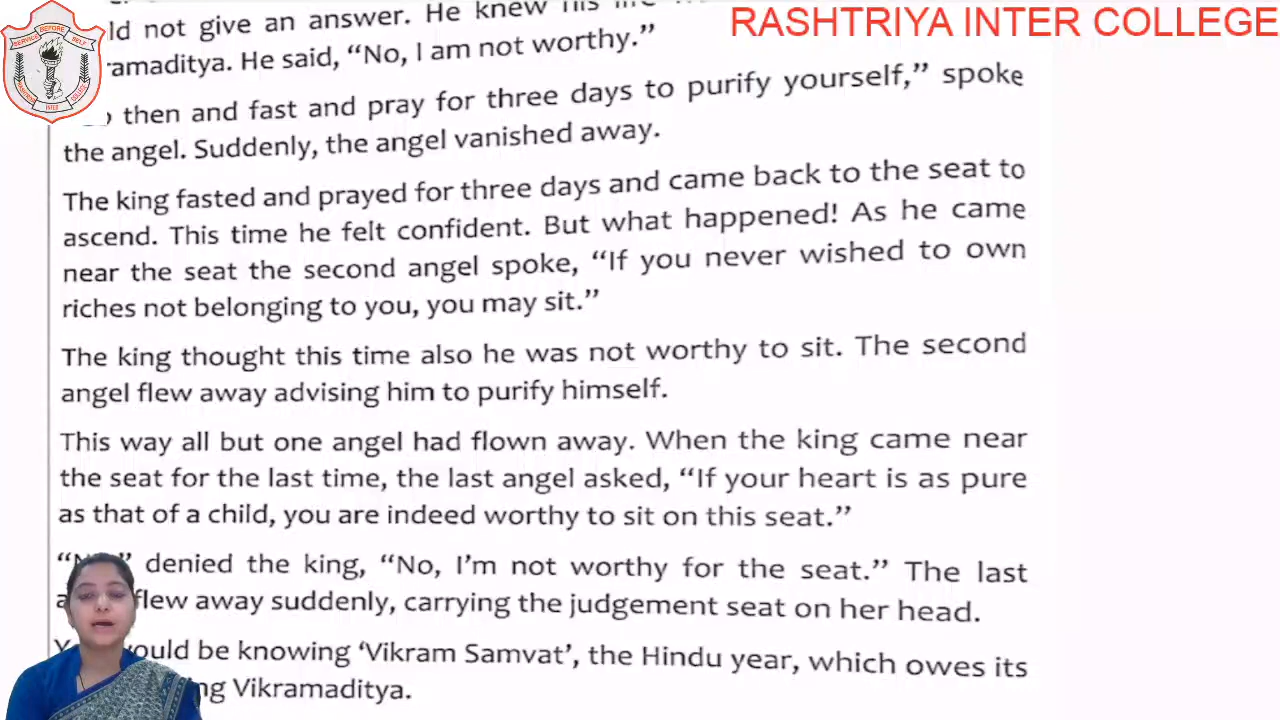 RASHTRIYA INTER COLLEGE
SERVICE BEFORE SELF
not give an answer. He knew his
He said, “No, I am not worthy.”
then and fast and pray for three days to purify yourself,” spoke
the angel. Suddenly, the angel vanished away.
The king fasted and prayed for three days and came back to the seat to
ascend. This time he felt confident. But what happened! As he came
near the seat the second angel spoke, “If you never wished to own
riches not belonging to you, you may sit.”
The king thought this time also he was not worthy to sit. The second
angel flew away advising him to purify himself.
This way all but one angel had flown away. When the king came near
the seat for the last time, the last angel asked, “If your heart is as pure
as that of a child, you are indeed worthy to sit on this seat.”
denied the king, “No, I’m not worthy for the seat.” The last
flew away suddenly, carrying the judgement seat on her head.
be knowing ‘Vikram Samvat’, the Hindu year, which owes its
Vikramaditya.